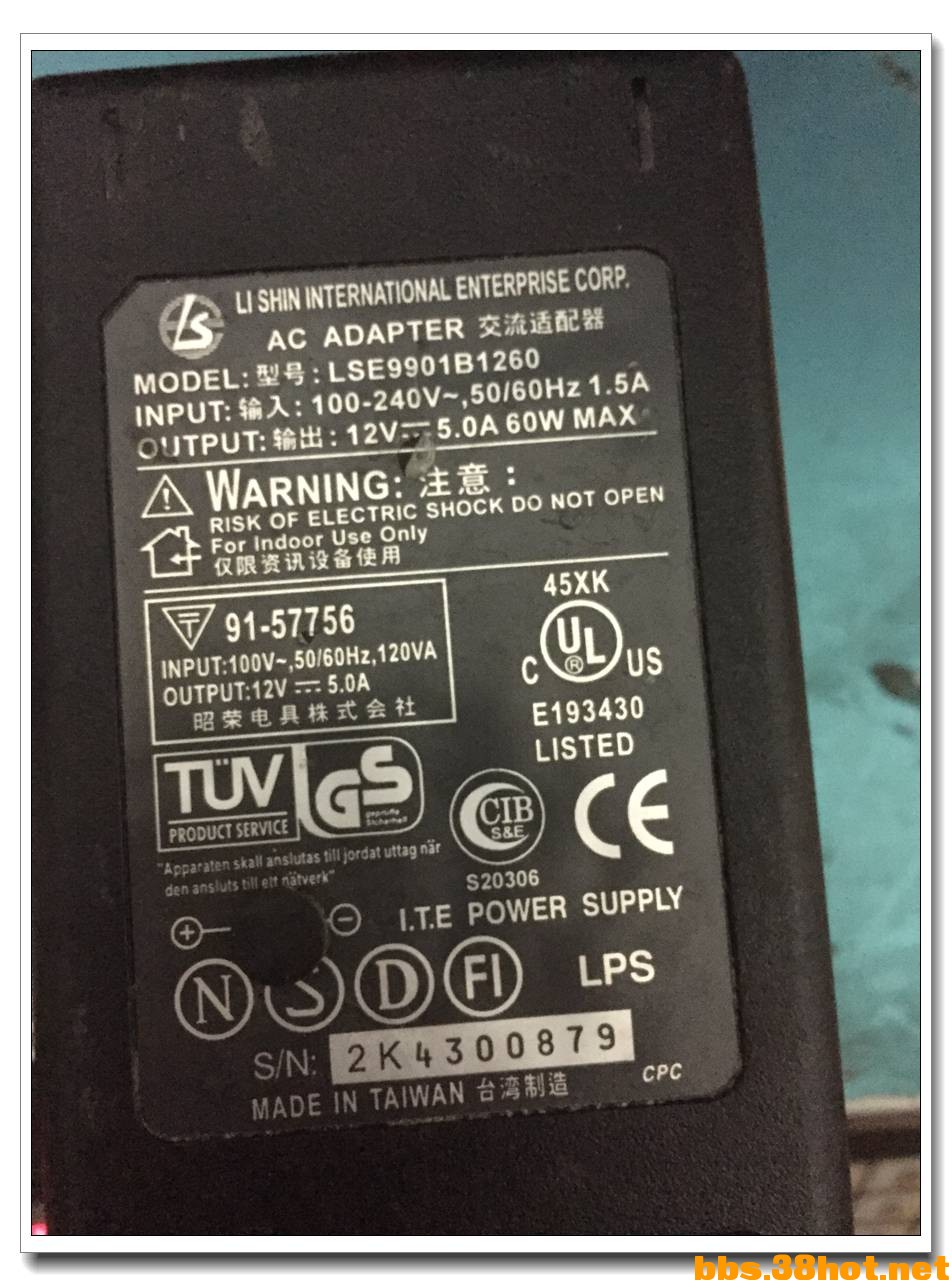 LS
LI SHIN INTERNATIONAL ENTERPRISE CORP.
AC ADAPTER 交流适配器
MODEL: 型号: LSE9901B1260
INPUT: 输入: 100-240V~,50/60Hz 1.5A
OUTPUT: 输出: 12V⎓ 5.0A 60W MAX
WARNING: 注意:
RISK OF ELECTRIC SHOCK DO NOT OPEN
For Indoor Use Only
仅限资讯设备使用
91-57756
INPUT:100V~,50/60Hz,120VA
OUTPUT:12V ⎓ 5.0A
昭荣电具株式会社
45XK
C UL® US
E193430
LISTED
TÜV
PRODUCT SERVICE
GS
geprüfte
Sicherheit
CIB
S&E
S20306
CE
"Apparaten skall anslutas till jordat uttag när
den ansluts till ett nätverk"
I.T.E POWER SUPPLY
N S D FI LPS
S/N: 2K4300879
MADE IN TAIWAN 台湾制造
CPC
bbs.38hot.net